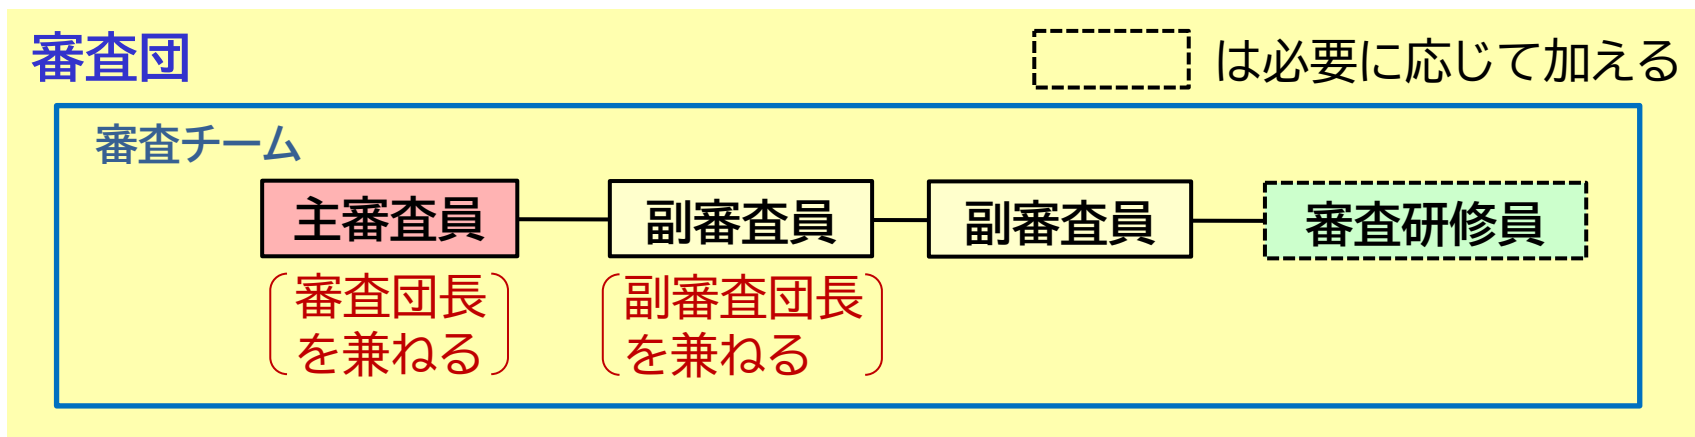 審査団
は必要に応じて加える
審査チーム
主審査員
副審査員
副審査員
審査研修員
審査団長
を兼ねる
副審査団長
を兼ねる